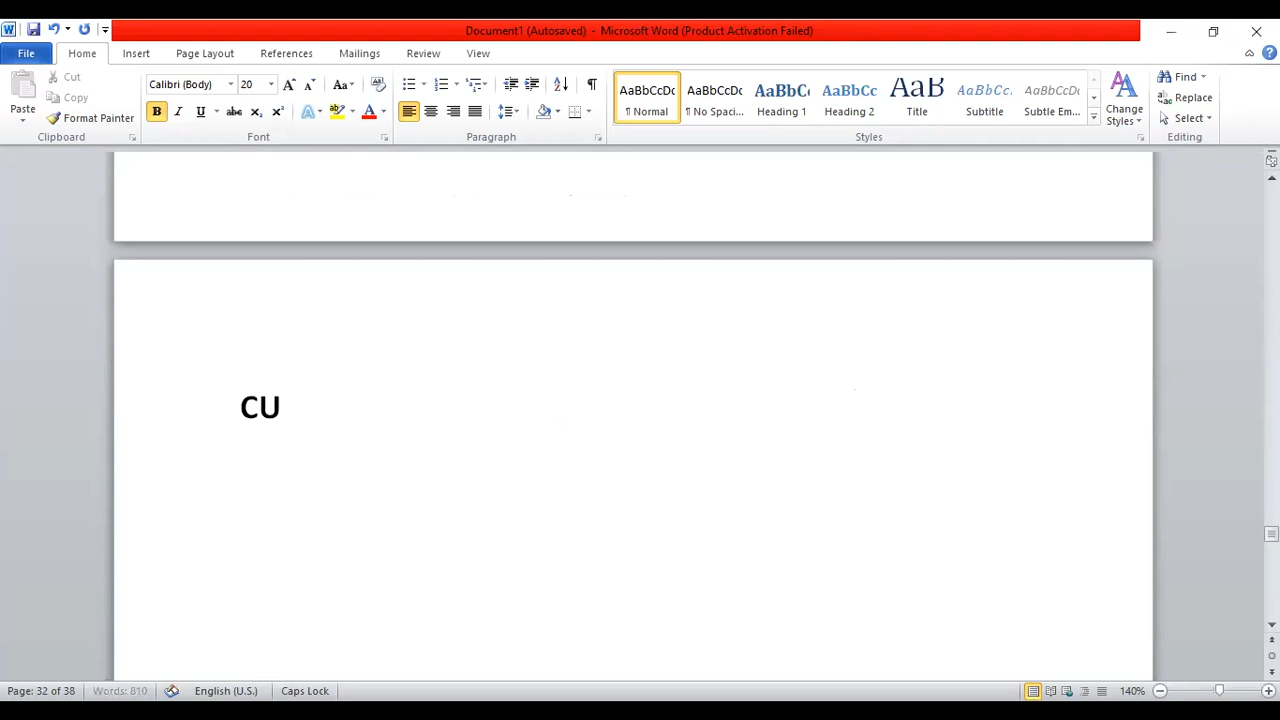 Document1 (Autosaved) - Microsoft Word (Product Activation Failed)
File Home Insert Page Layout References Mailings Review View
Paste
Cut
Copy
Format Painter
Clipboard
Calibri (Body) 20
Font
Paragraph
AaBbCcDc AaBbCcDc AaBbC AaBbCc AaB AaBbCc. AaBbCcDc
¶ Normal ¶ No Spaci... Heading 1 Heading 2 Title Subtitle Subtle Em...
Styles
Change Styles
Find
Replace
Select
Editing
CU
Page: 32 of 38 Words: 810 English (U.S.) Caps Lock 140%